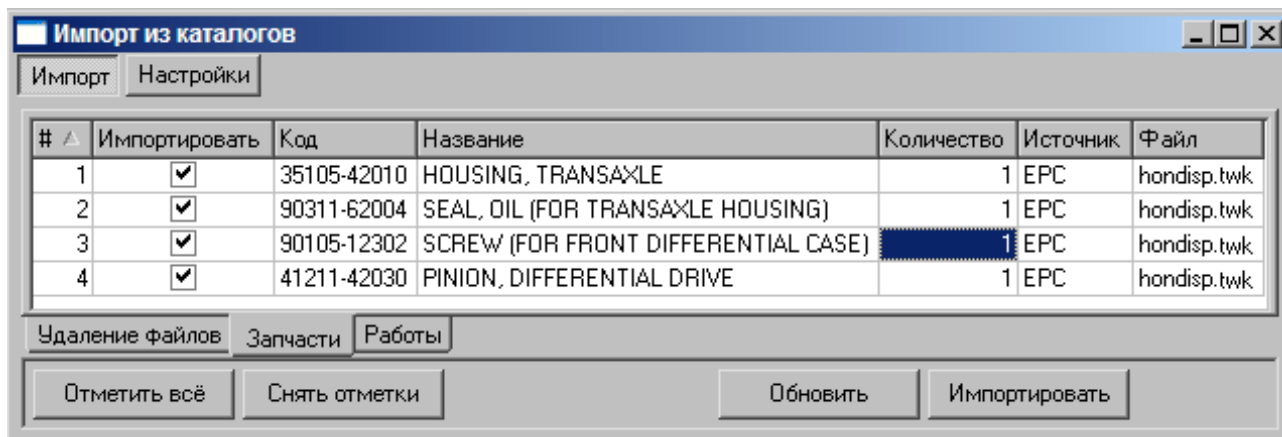 Импорт из каталогов
Импорт Настройки
# Импортировать Код Название Количество Источник Файл
1 35105-42010 HOUSING, TRANSAXLE 1 EPC hondisp.twk
2 90311-62004 SEAL, OIL (FOR TRANSAXLE HOUSING) 1 EPC hondisp.twk
3 90105-12302 SCREW (FOR FRONT DIFFERENTIAL CASE) 1 EPC hondisp.twk
4 41211-42030 PINION, DIFFERENTIAL DRIVE 1 EPC hondisp.twk
Удаление файлов Запчасти Работы
Отметить всё Снять отметки Обновить Импортировать